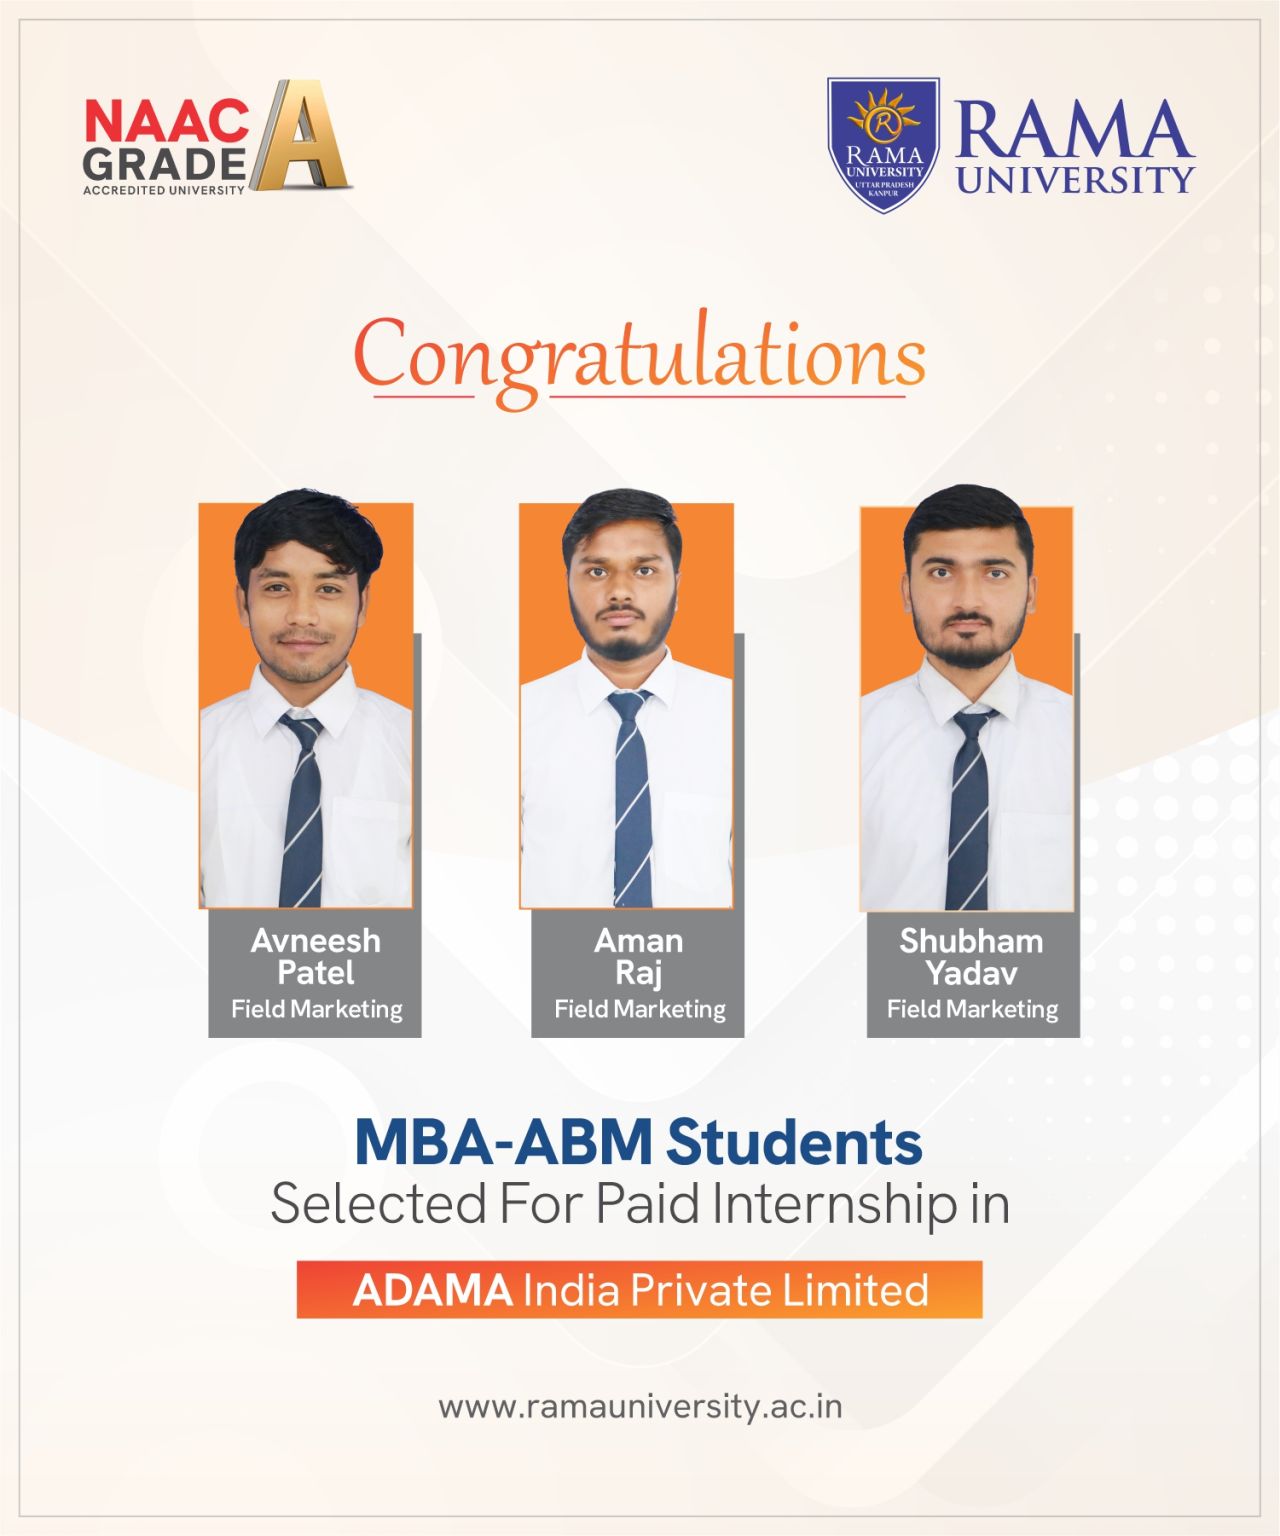 NAAC
GRADE
ACCREDITED UNIVERSITY
A
R
RAMA
UNIVERSITY
UTTAR PRADESH
KANPUR
RAMA
UNIVERSITY
Congratulations
Avneesh
Patel
Field Marketing
Aman
Raj
Field Marketing
Shubham
Yadav
Field Marketing
MBA-ABM Students
Selected For Paid Internship in
ADAMA India Private Limited
www.ramauniversity.ac.in